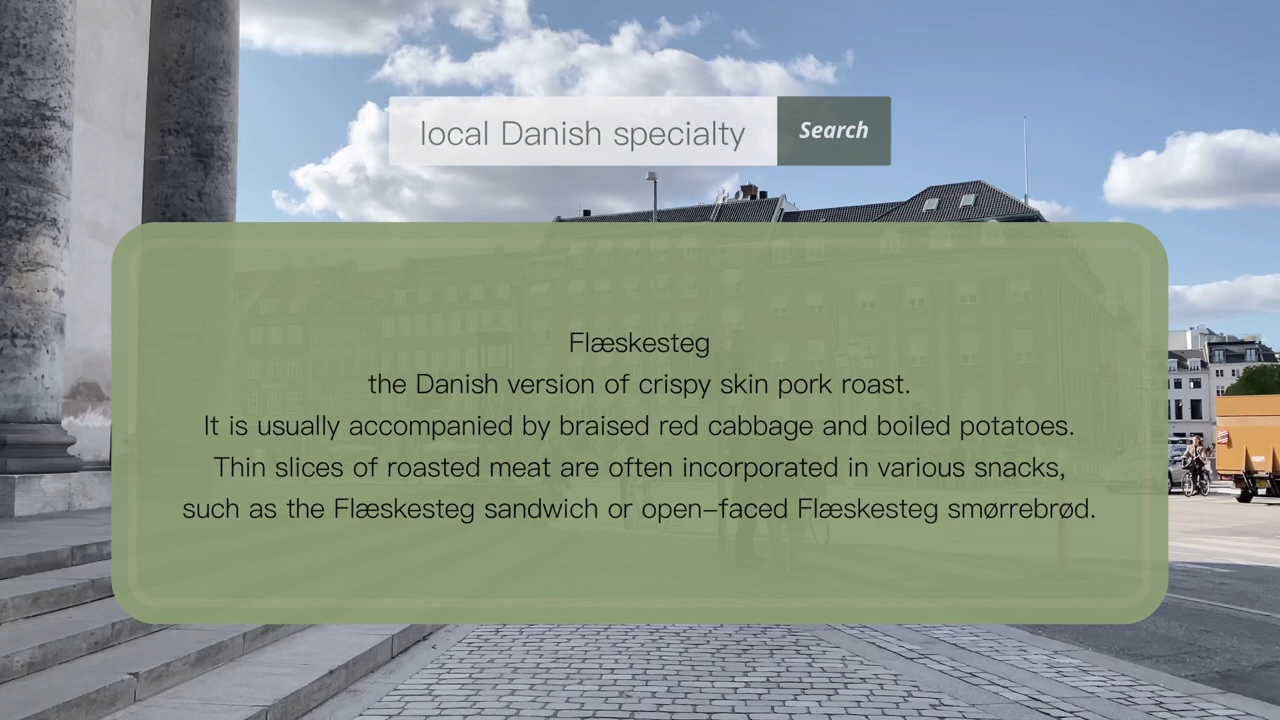 local Danish specialty
Search
Flæskesteg
the Danish version of crispy skin pork roast.
It is usually accompanied by braised red cabbage and boiled potatoes.
Thin slices of roasted meat are often incorporated in various snacks,
such as the Flæskesteg sandwich or open–faced Flæskesteg smørrebrød.